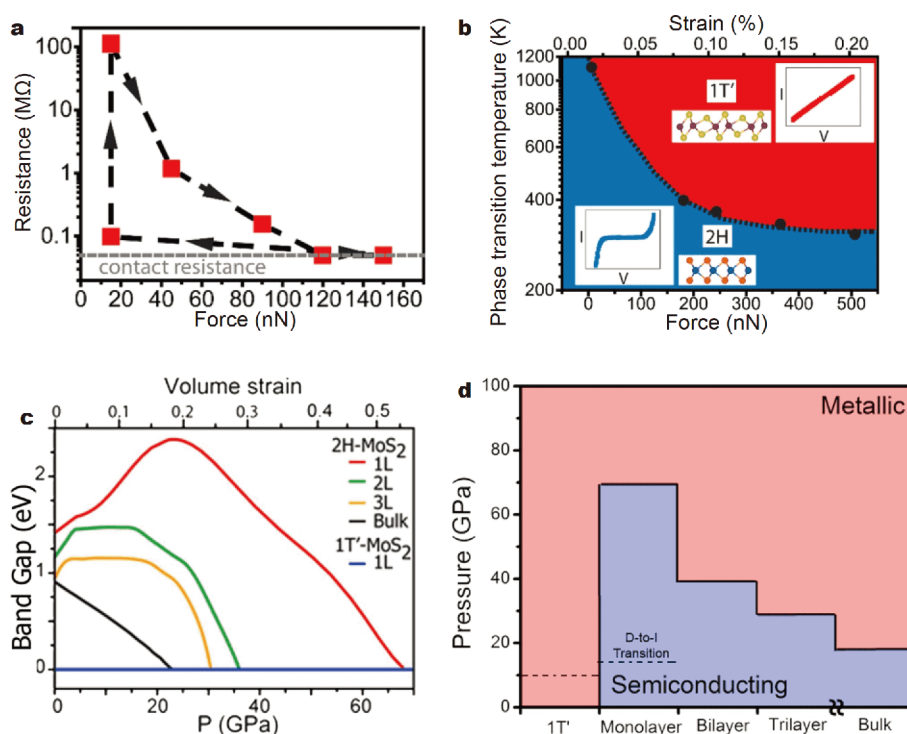 a
Resistance (MΩ)
100
10
1
0.1
contact resistance
0 20 40 60 80 100 120 140 160
Force (nN)
b
Strain (%)
0.00 0.05 0.10 0.15 0.20
Phase transition temperature (K)
1200
1000
800
600
400
200
1T′
I
V
I
V
2H
0 100 200 300 400 500
Force (nN)
c
Volume strain
0 0.1 0.2 0.3 0.4 0.5
Band Gap (eV)
2
1
0
2H-MoS2
1L
2L
3L
Bulk
1T′-MoS2
1L
0 20 40 60
P (GPa)
d
Pressure (GPa)
100
80
60
40
20
0
Metallic
D-to-I
Transition
Semiconducting
1T' Monolayer Bilayer Trilayer Bulk